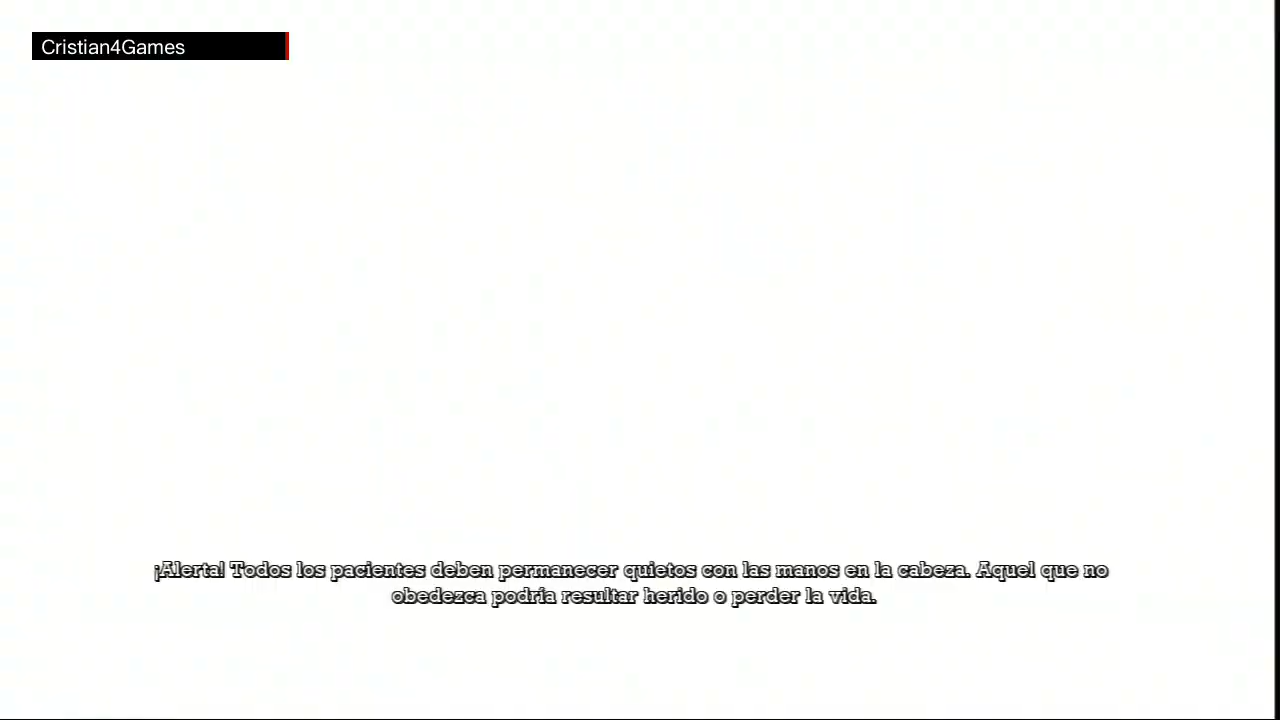 Cristian4Games
¡Alerta! Todos los pacientes deben permanecer quietos con las manos en la cabeza. Aquel que no
obedezca podría resultar herido o perder la vida.